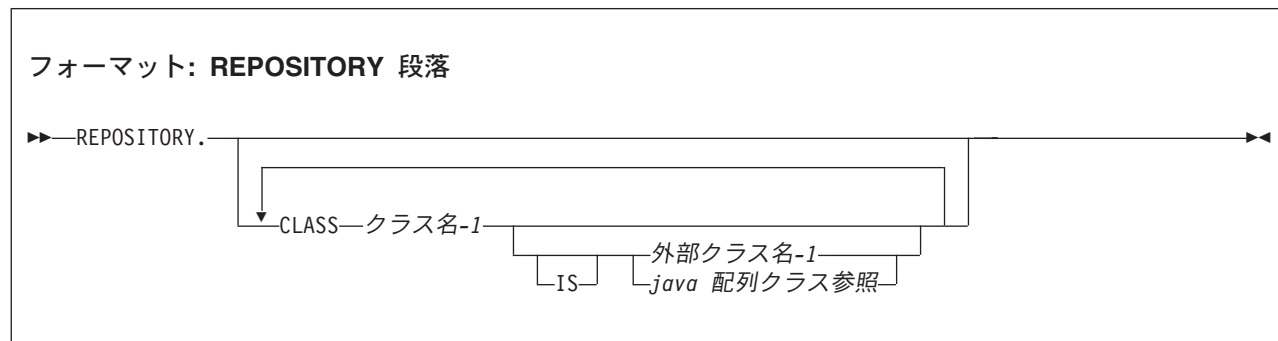 フォーマット: REPOSITORY 段落
REPOSITORY.
CLASS クラス名-1
外部クラス名-1
IS java 配列クラス参照